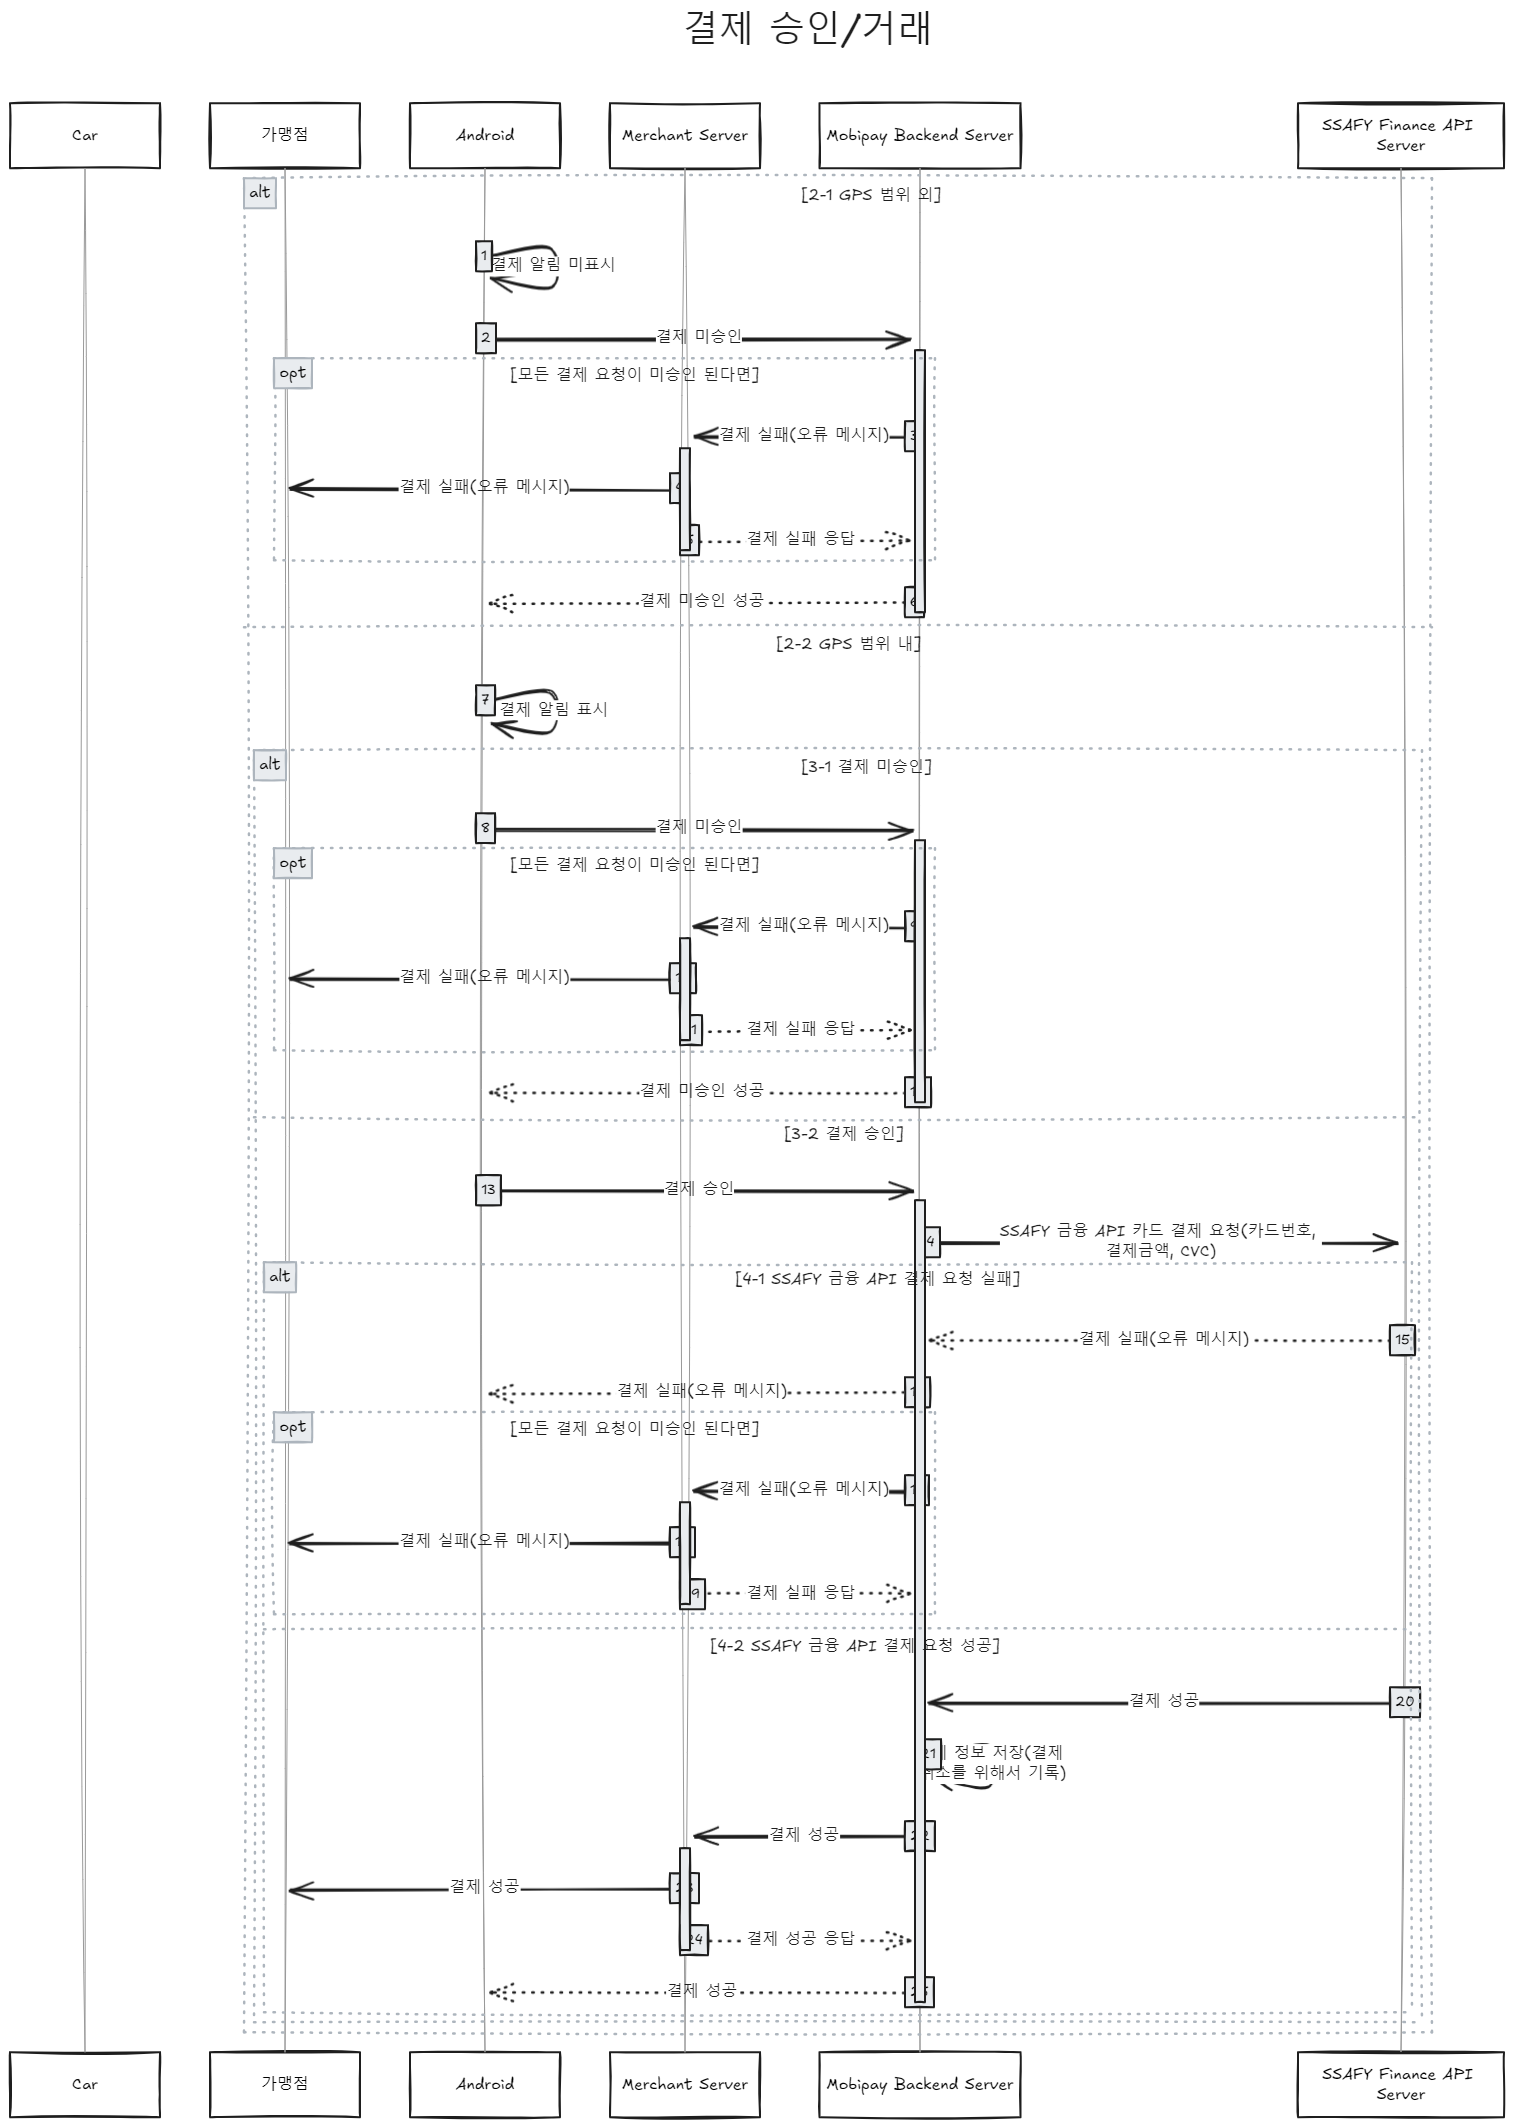 결제 승인/거래
Car
가맹점
Android
Merchant Server
Mobipay Backend Server
SSAFY Finance API
Server
alt
[2-1 GPS 범위 외]
1
결제 알림 미표시
2
결제 미승인
opt
[모든 결제 요청이 미승인 된다면]
결제 실패(오류 메시지)
3
결제 실패(오류 메시지)
4
5
결제 실패 응답
결제 미승인 성공
6
[2-2 GPS 범위 내]
7
결제 알림 표시
alt
[3-1 결제 미승인]
8
결제 미승인
opt
[모든 결제 요청이 미승인 된다면]
결제 실패(오류 메시지)
9
결제 실패(오류 메시지)
1
1
결제 실패 응답
결제 미승인 성공
1
[3-2 결제 승인]
13
결제 승인
4
SSAFY 금융 API 카드 결제 요청(카드번호,
결제금액, CVC)
alt
[4-1 SSAFY 금융 API 결제 요청 실패]
결제 실패(오류 메시지)
15
결제 실패(오류 메시지)
1
opt
[모든 결제 요청이 미승인 된다면]
결제 실패(오류 메시지)
1
결제 실패(오류 메시지)
1
9
결제 실패 응답
[4-2 SSAFY 금융 API 결제 요청 성공]
결제 성공
20
21
정보 저장(결제
위해서 기록)
결제 성공
22
결제 성공
23
24
결제 성공 응답
결제 성공
25
Car
가맹점
Android
Merchant Server
Mobipay Backend Server
SSAFY Finance API
Server